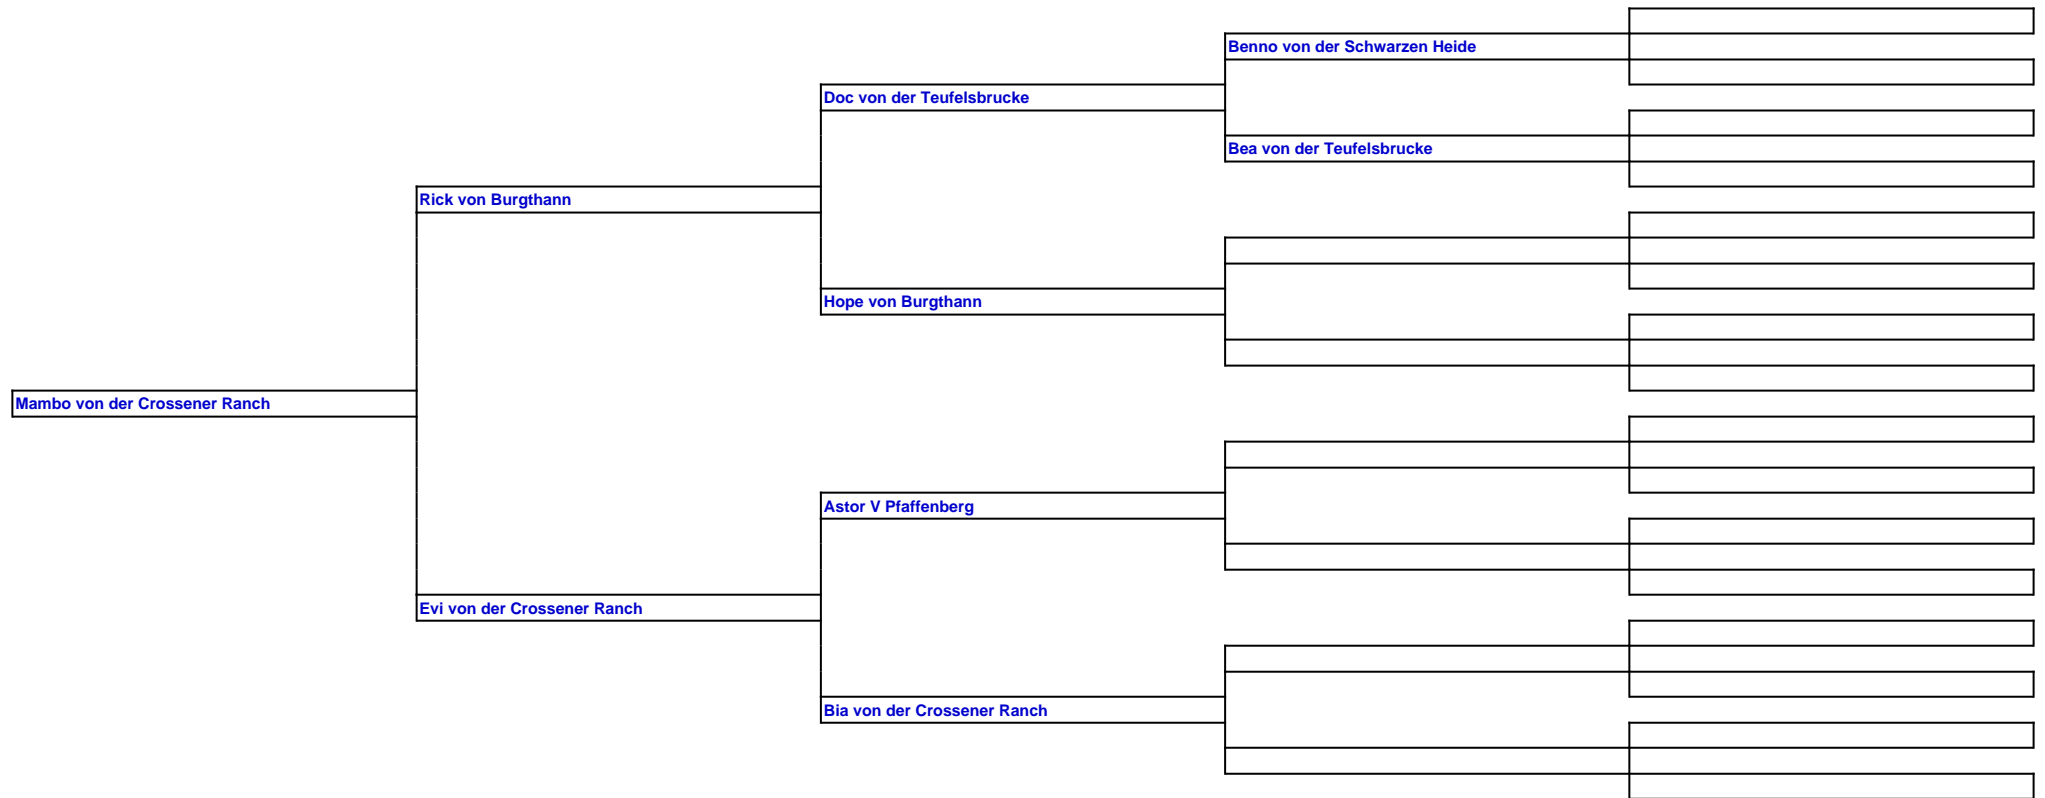 Benno von der Schwarzen Heide
Doc von der Teufelsbrucke
Bea von der Teufelsbrucke
Rick von Burgthann
Hope von Burgthann
Mambo von der Crossener Ranch
Astor V Pfaffenberg
Evi von der Crossener Ranch
Bia von der Crossener Ranch